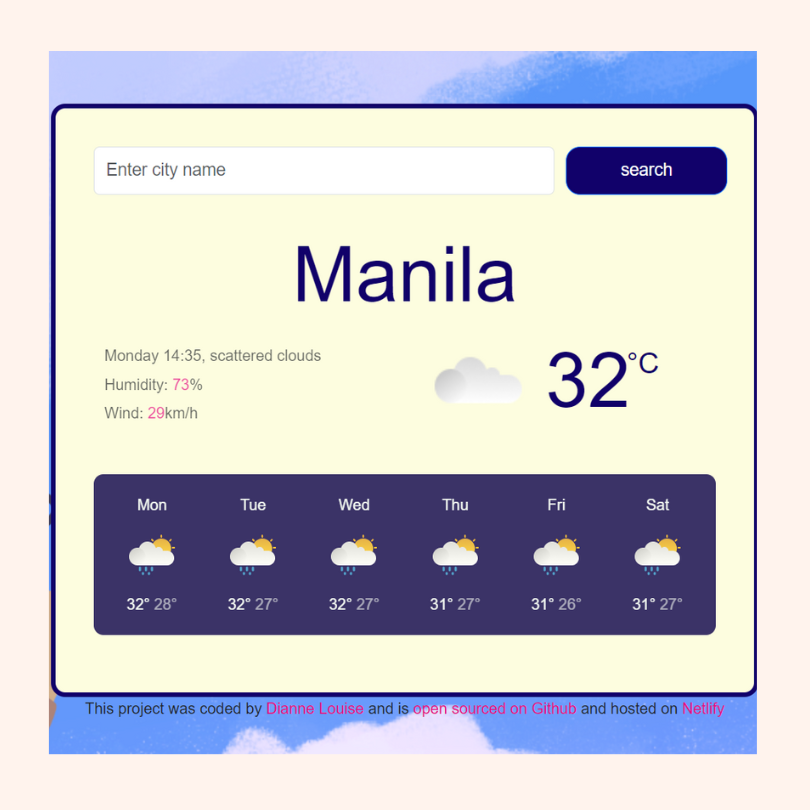 Enter city name search
Manila
Monday 14:35, scattered clouds
Humidity: 73%
Wind: 29km/h
32°C
Mon Tue Wed Thu Fri Sat
32° 28° 32° 27° 32° 27° 31° 27° 31° 26° 31° 27°
This project was coded by Dianne Louise and is open sourced on Github and hosted on Netlify